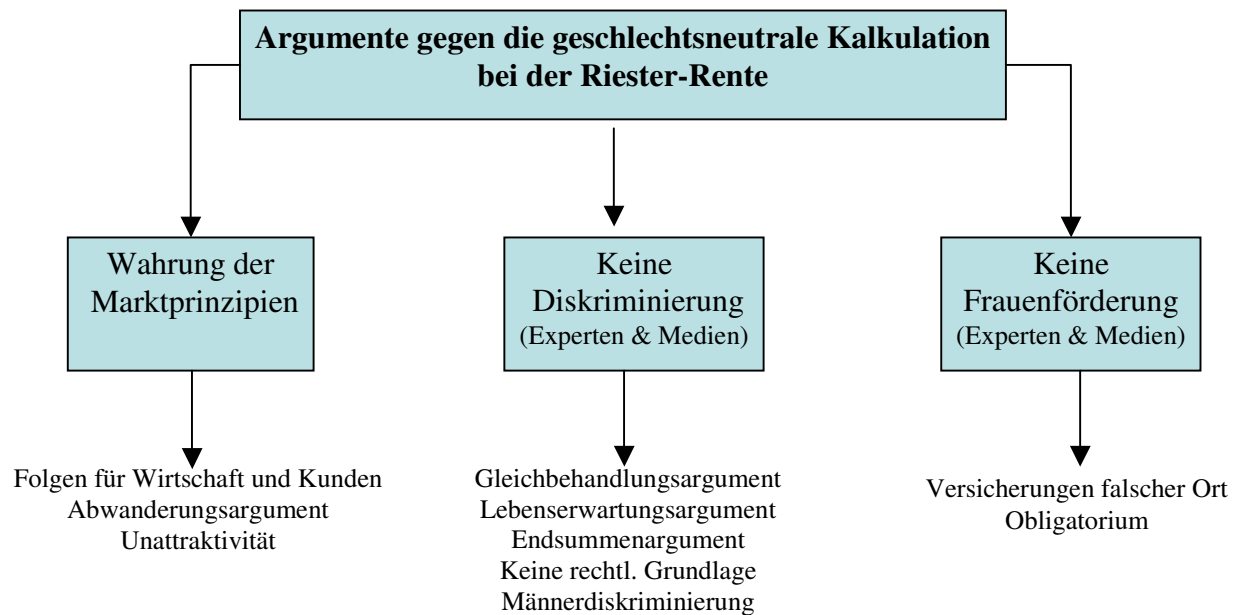 Argumente gegen die geschlechtsneutrale Kalkulation
bei der Riester-Rente
Wahrung der
Marktprinzipien
Keine
Diskriminierung
(Experten & Medien)
Keine
Frauenförderung
(Experten & Medien)
Folgen für Wirtschaft und Kunden
Abwanderungsargument
Unattraktivität
Gleichbehandlungsargument
Lebenserwartungsargument
Endsummenargument
Keine rechtl. Grundlage
Männerdiskriminierung
Versicherungen falscher Ort
Obligatorium